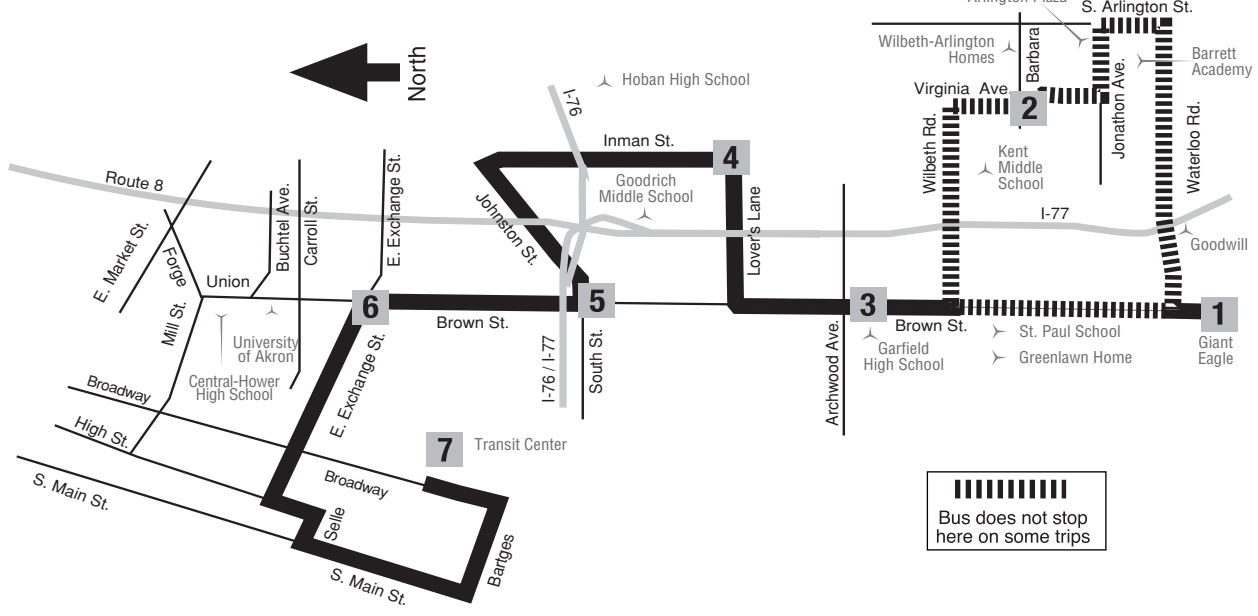 Arlington Plaza
S. Arlington St.
Wilbeth-Arlington
Homes
Barbara
Barrett
Academy
North
Hoban High School
I-76
Virginia Ave.
2
Jonathon Ave.
Waterloo Rd.
Wilbeth Rd.
Inman St.
4
Kent
Middle
School
Route 8
Goodrich
Middle School
Johnston St.
Lover's Lane
I-77
Goodwill
E. Market St.
Forge
Mill St.
Union
Buchtel Ave.
Carroll St.
E. Exchange St.
6
Brown St.
5
3
Brown St.
1
Giant
Eagle
St. Paul School
Greenlawn Home
Garfield
High School
Archwood Ave.
University
of Akron
Central-Hower
High School
I-76 / I-77
South St.
E. Exchange St.
Broadway
High St.
S. Main St.
7
Transit Center
Broadway
Selle
Bartges
S. Main St.
Bus does not stop
here on some trips